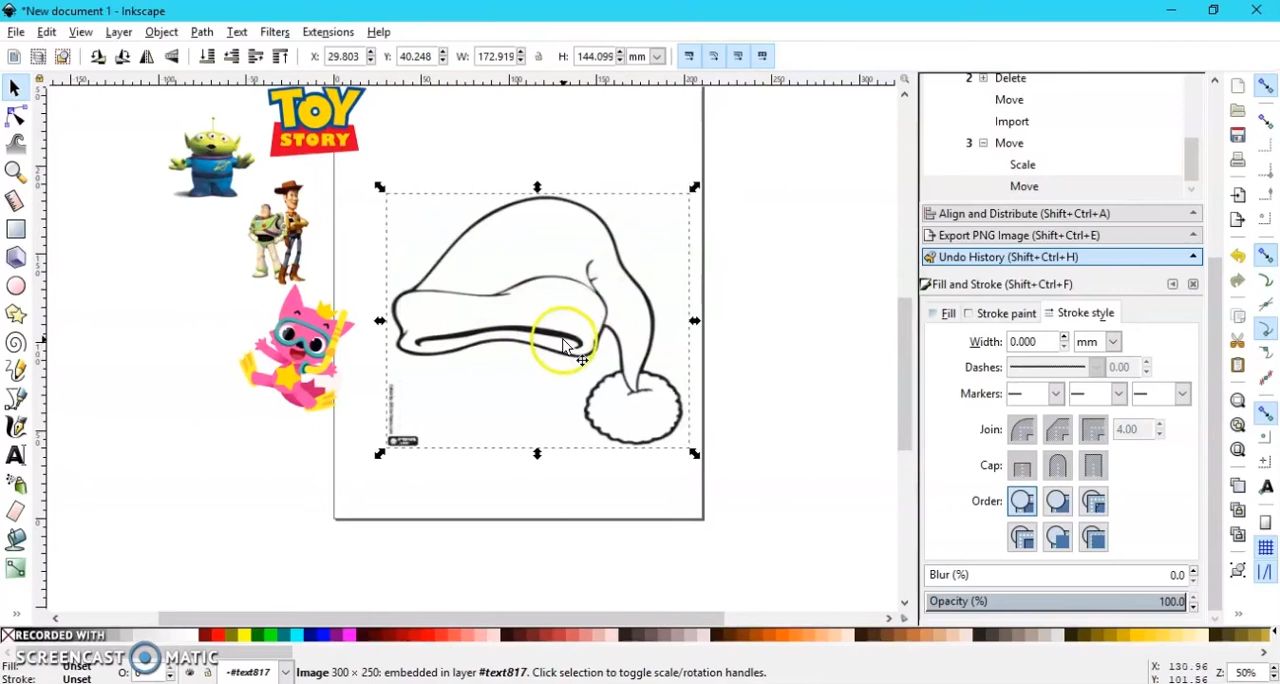 *New document 1 - Inkscape
File Edit View Layer Object Path Text Filters Extensions Help
X: 29.803 Y: 40.248 W: 172.919 H: 144.099 mm
TOY
STORY
2 Delete
Move
Import
3 Move
Scale
Move
Align and Distribute (Shift+Ctrl+A)
Export PNG Image (Shift+Ctrl+E)
Undo History (Shift+Ctrl+H)
Fill and Stroke (Shift+Ctrl+F)
Fill Stroke paint Stroke style
Width: 0.000 mm
Dashes: 0.00
Markers:
Join: 4.00
Cap:
Order:
Blur (%) 0.0
Opacity (%) 100.0
RECORDED WITH
SCREENCAST MATIC
Fill: Unset
Stroke: Unset
O:
#text817
Image 300 × 250: embedded in layer #text817. Click selection to toggle scale/rotation handles.
X: 130.96
Y: 101.56
Z: 50%